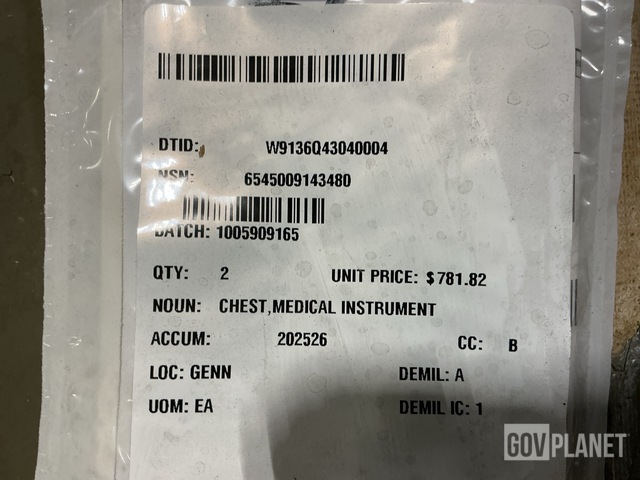 DTID: W9136Q43040004
NSN: 6545009143480
BATCH: 1005909165
QTY: 2 UNIT PRICE: $781.82
NOUN: CHEST,MEDICAL INSTRUMENT
ACCUM: 202526 CC: B
LOC: GENN DEMIL: A
UOM: EA DEMIL IC: 1
GOVPLANET